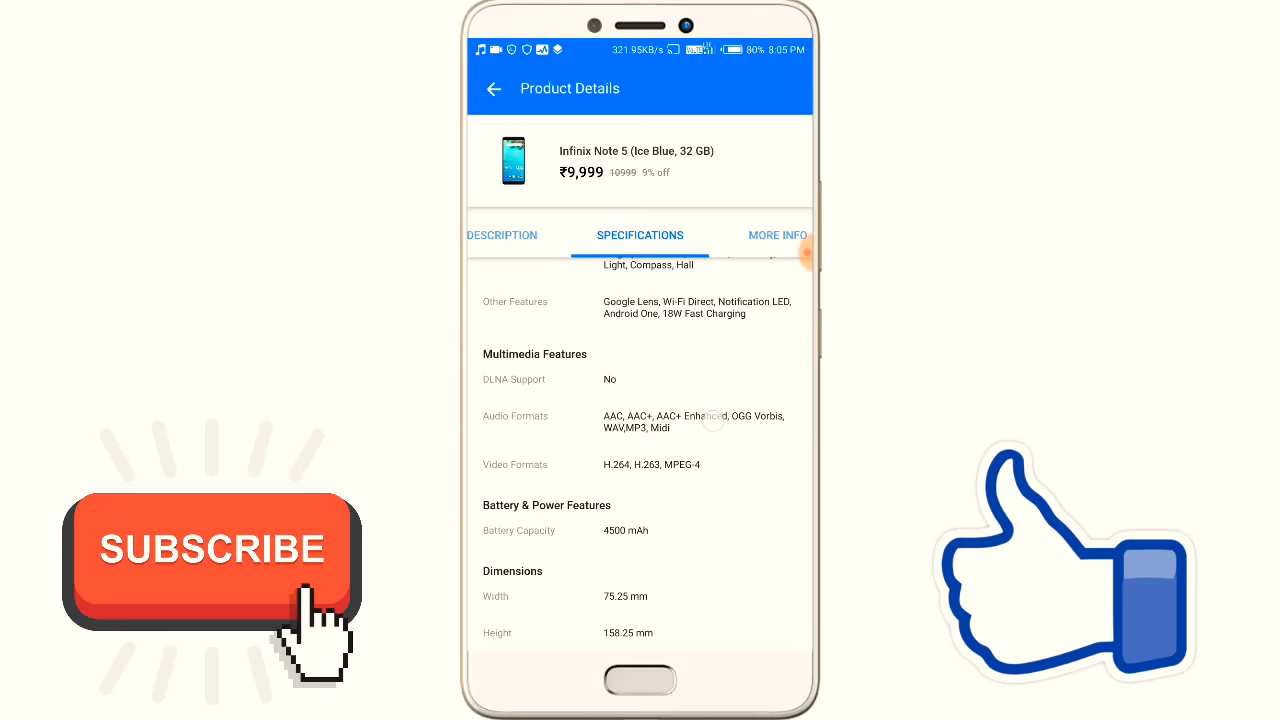 321.95KB/s 80% 8:05 PM
Product Details
Infinix Note 5 (Ice Blue, 32 GB)
₹9,999 10999 9% off
DESCRIPTION SPECIFICATIONS MORE INFO
Light, Compass, Hall
Other Features Google Lens, Wi-Fi Direct, Notification LED,
Android One, 18W Fast Charging
Multimedia Features
DLNA Support No
Audio Formats AAC, AAC+, AAC+ Enhanced, OGG Vorbis,
WAV,MP3, Midi
Video Formats H.264, H.263, MPEG-4
Battery & Power Features
Battery Capacity 4500 mAh
Dimensions
Width 75.25 mm
Height 158.25 mm
SUBSCRIBE